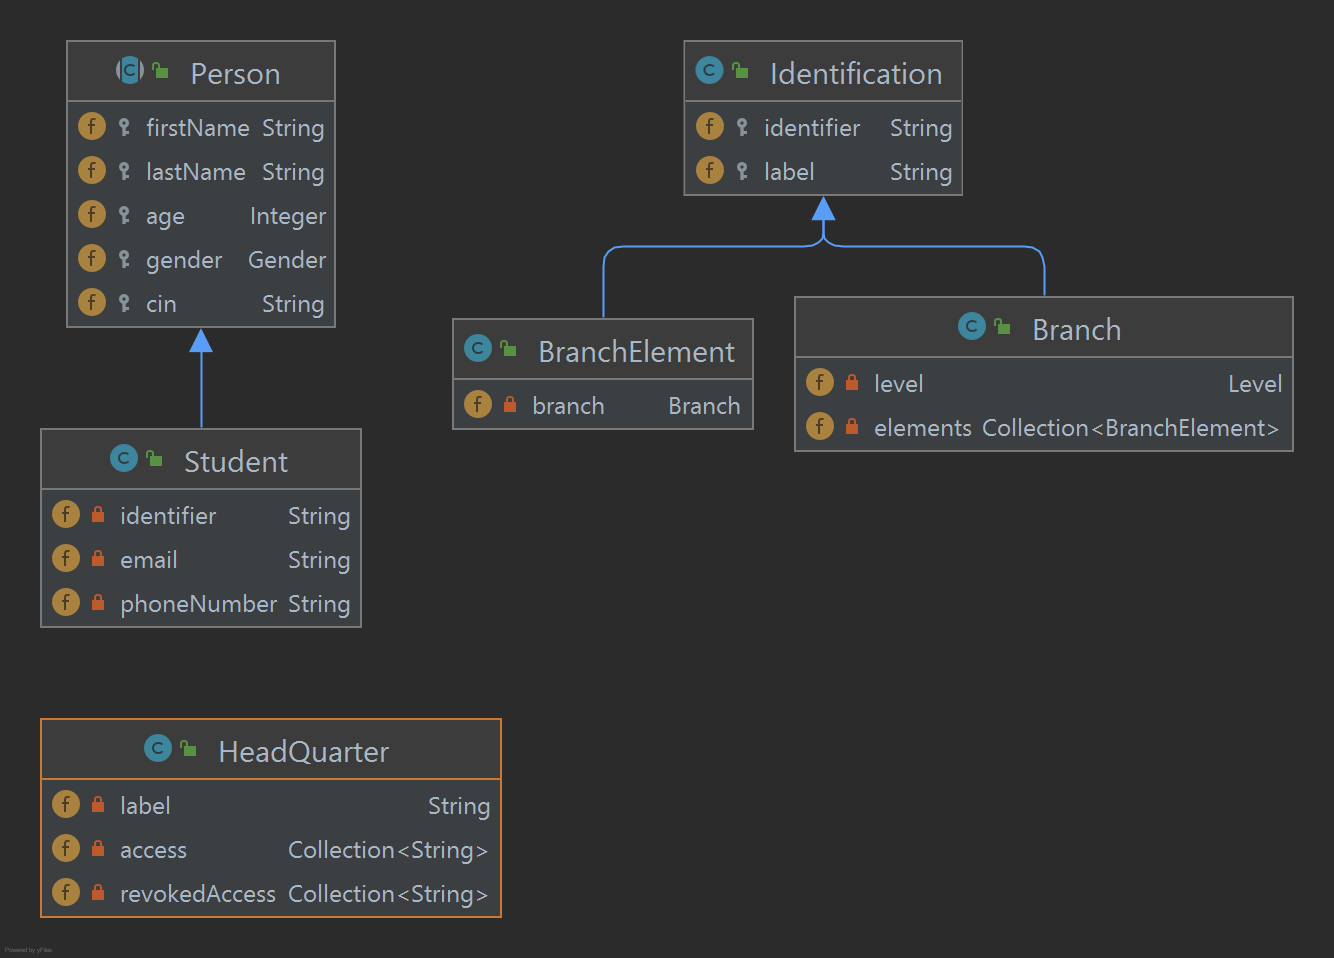 Person
firstName String
lastName String
age Integer
gender Gender
cin String
Identification
identifier String
label String
BranchElement
branch Branch
Branch
level Level
elements Collection<BranchElement>
Student
identifier String
email String
phoneNumber String
HeadQuarter
label String
access Collection<String>
revokedAccess Collection<String>
Powered by yFiles